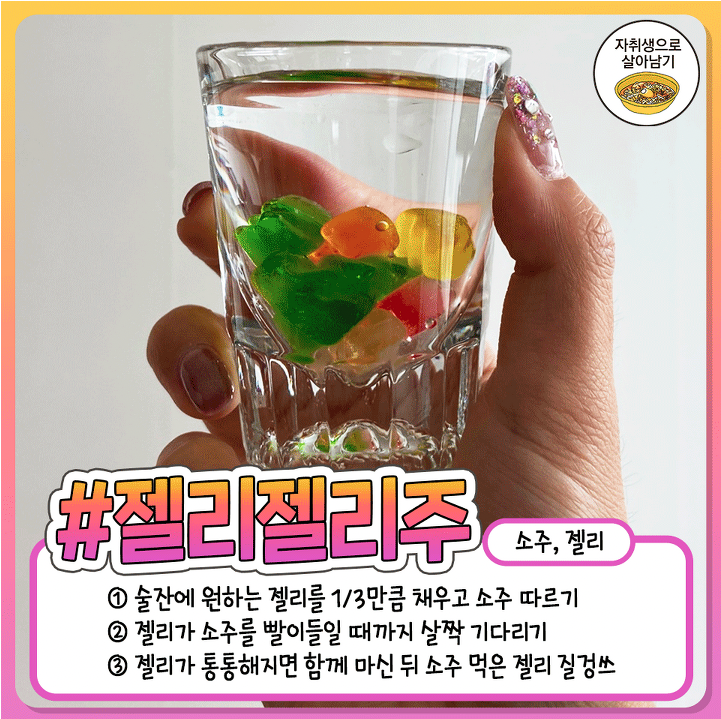 자취생으로
살아남기
#젤리젤리주
소주, 젤리
① 술잔에 원하는 젤리를 1/3만큼 채우고 소주 따르기
② 젤리가 소주를 빨아들일 때까지 살짝 기다리기
③ 젤리가 통통해지면 함께 마신 뒤 소주 먹은 젤리 질겅쓰